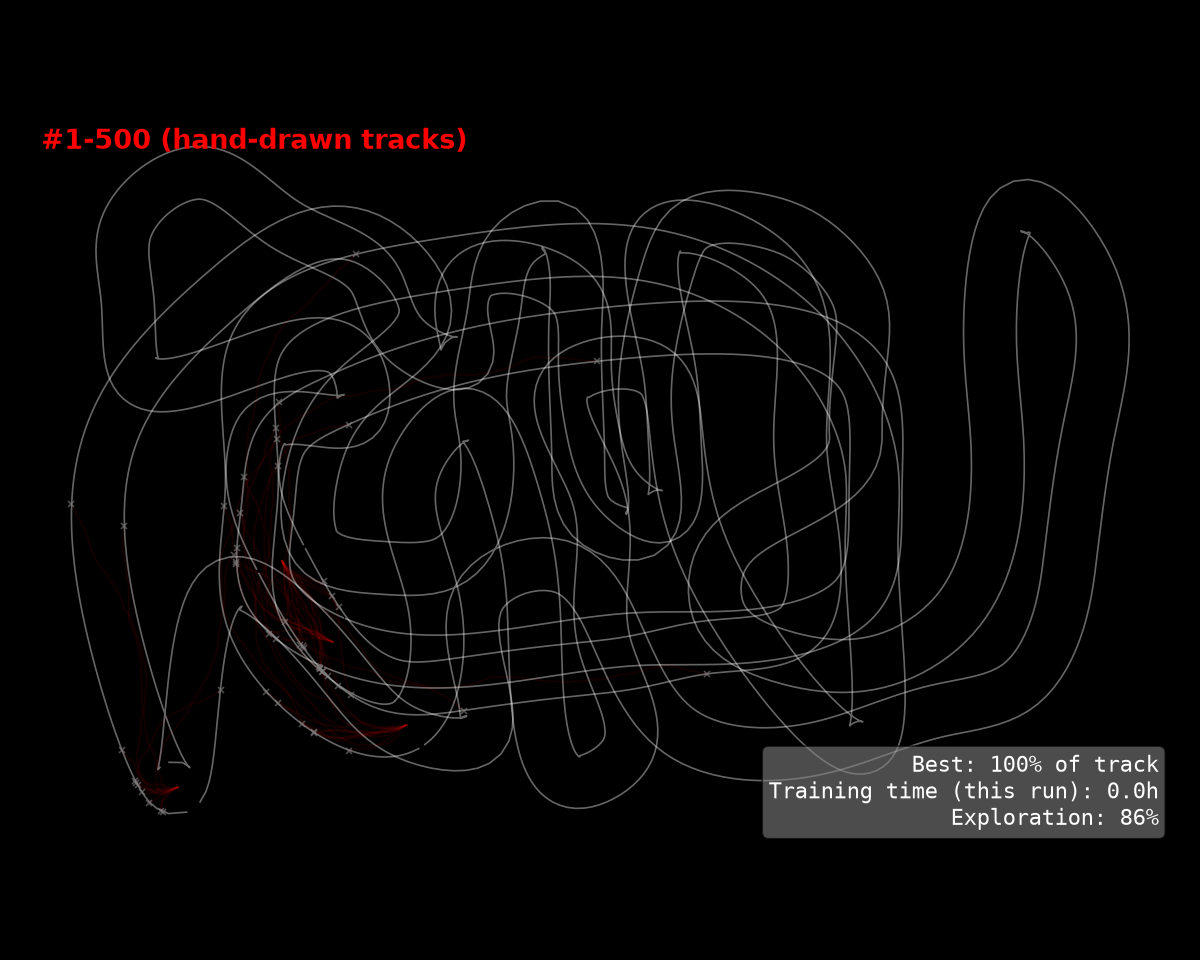 #1-500 (hand-drawn tracks)
Best: 100% of track
Training time (this run): 0.0h
Exploration: 86%